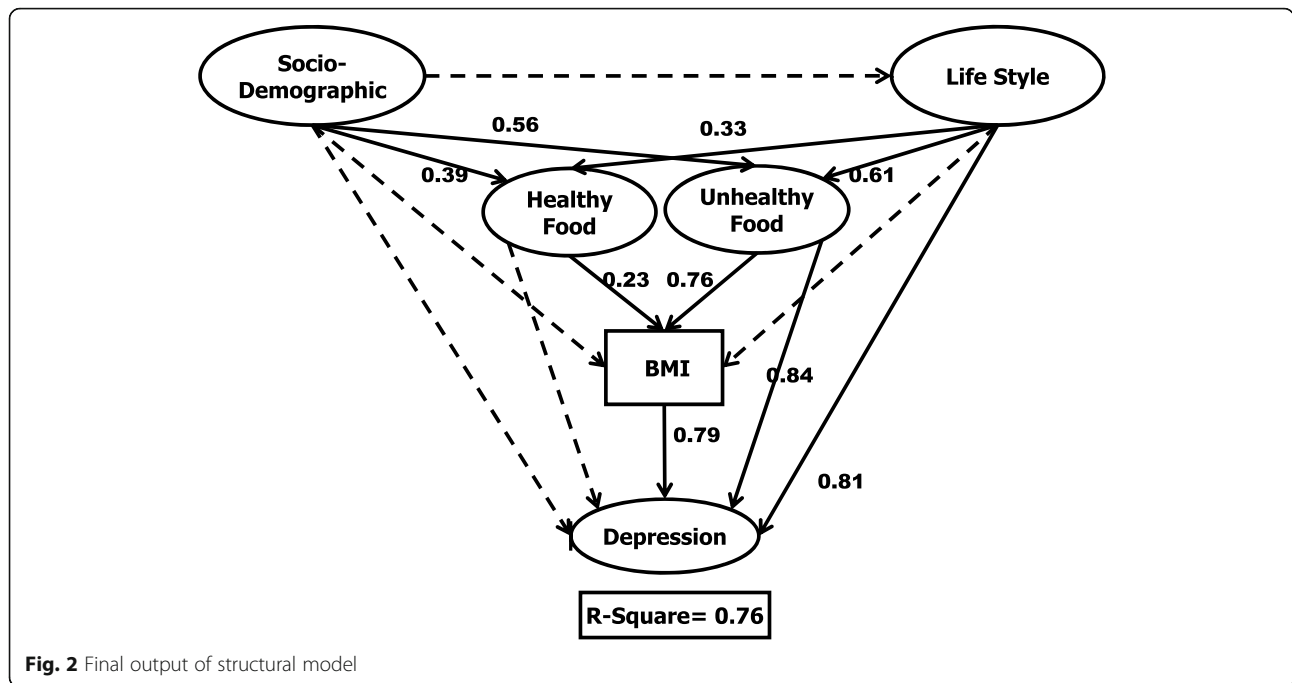 Socio-
Demographic
Life Style
0.56
0.33
0.39
0.61
Healthy
Food
Unhealthy
Food
0.23
0.76
BMI
0.84
0.79
0.81
Depression
R-Square= 0.76
Fig. 2 Final output of structural model